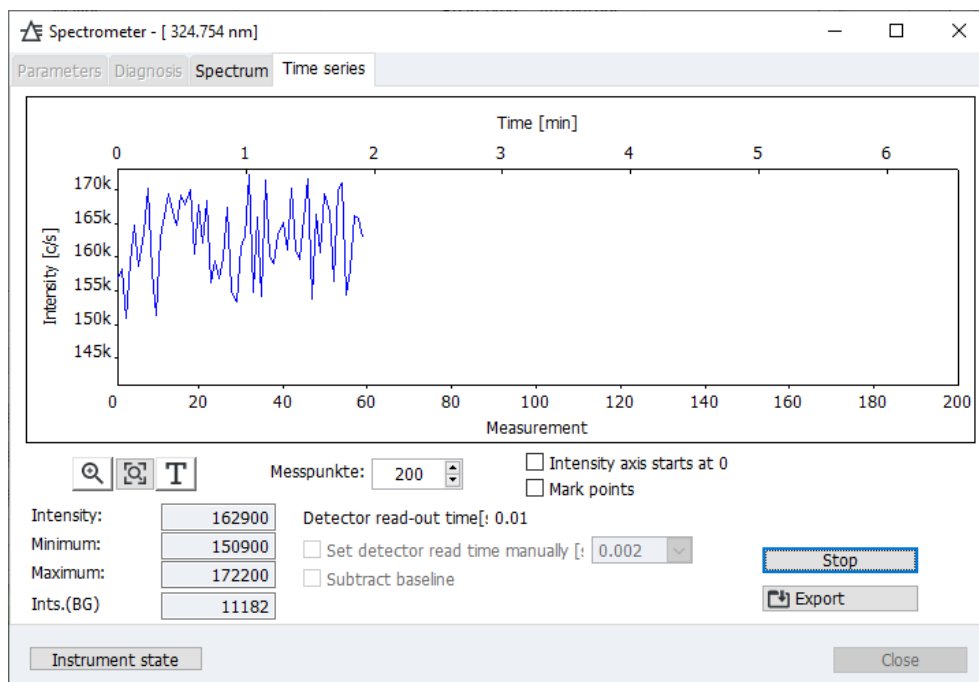 Spectrometer - [ 324.754 nm]
Parameters Diagnosis Spectrum Time series
Time [min]
0 1 2 3 4 5 6
Intensity [c/s]
170k
165k
160k
155k
150k
145k
0 20 40 60 80 100 120 140 160 180 200
Measurement
T Messpunkte: 200
Intensity axis starts at 0
Mark points
Intensity: 162900
Minimum: 150900
Maximum: 172200
Ints.(BG) 11182
Detector read-out time[: 0.01
Set detector read time manually [: 0.002
Subtract baseline
Stop
Export
Instrument state Close